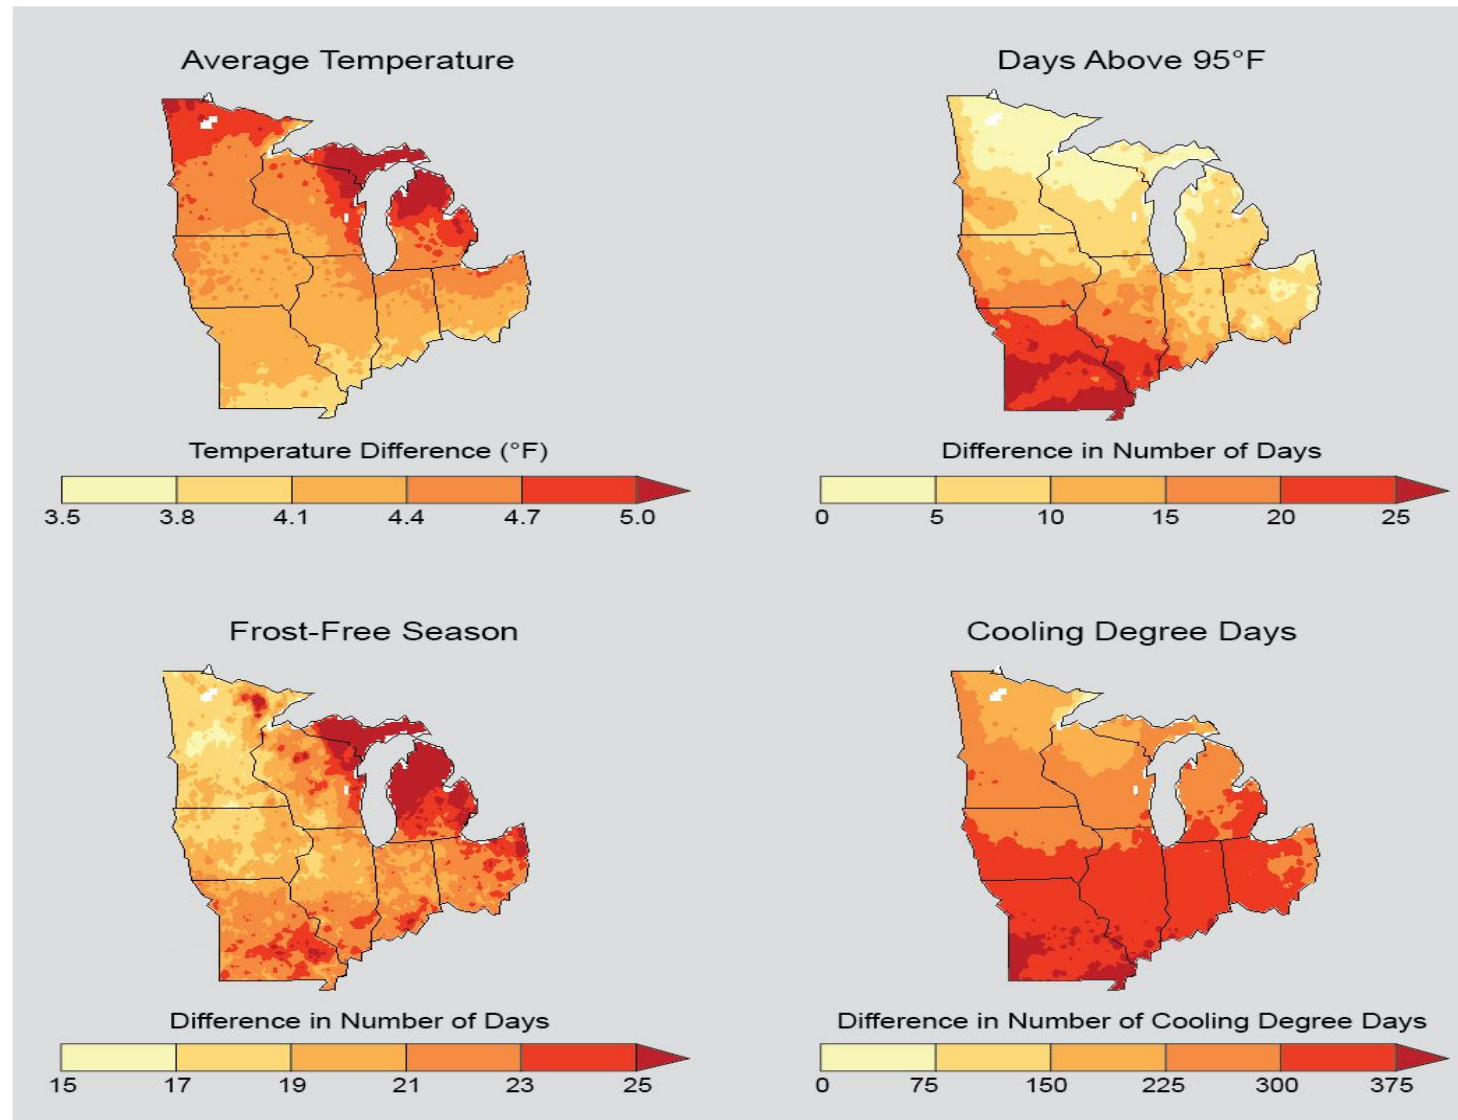 Average Temperature
Temperature Difference (°F)
3.5 3.8 4.1 4.4 4.7 5.0
Days Above 95°F
Difference in Number of Days
0 5 10 15 20 25
Frost-Free Season
Difference in Number of Days
15 17 19 21 23 25
Cooling Degree Days
Difference in Number of Cooling Degree Days
0 75 150 225 300 375